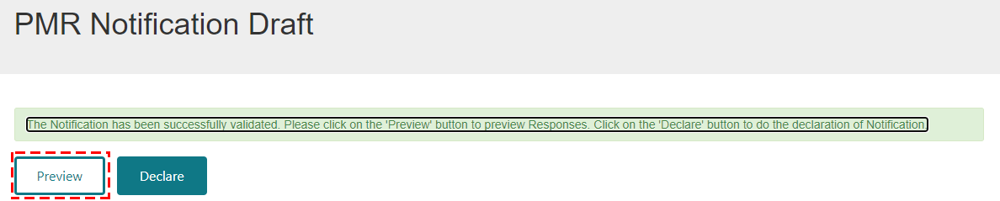 PMR Notification Draft
The Notification has been successfully validated. Please click on the 'Preview' button to preview Responses. Click on the 'Declare' button to do the declaration of Notification.
Preview
Declare